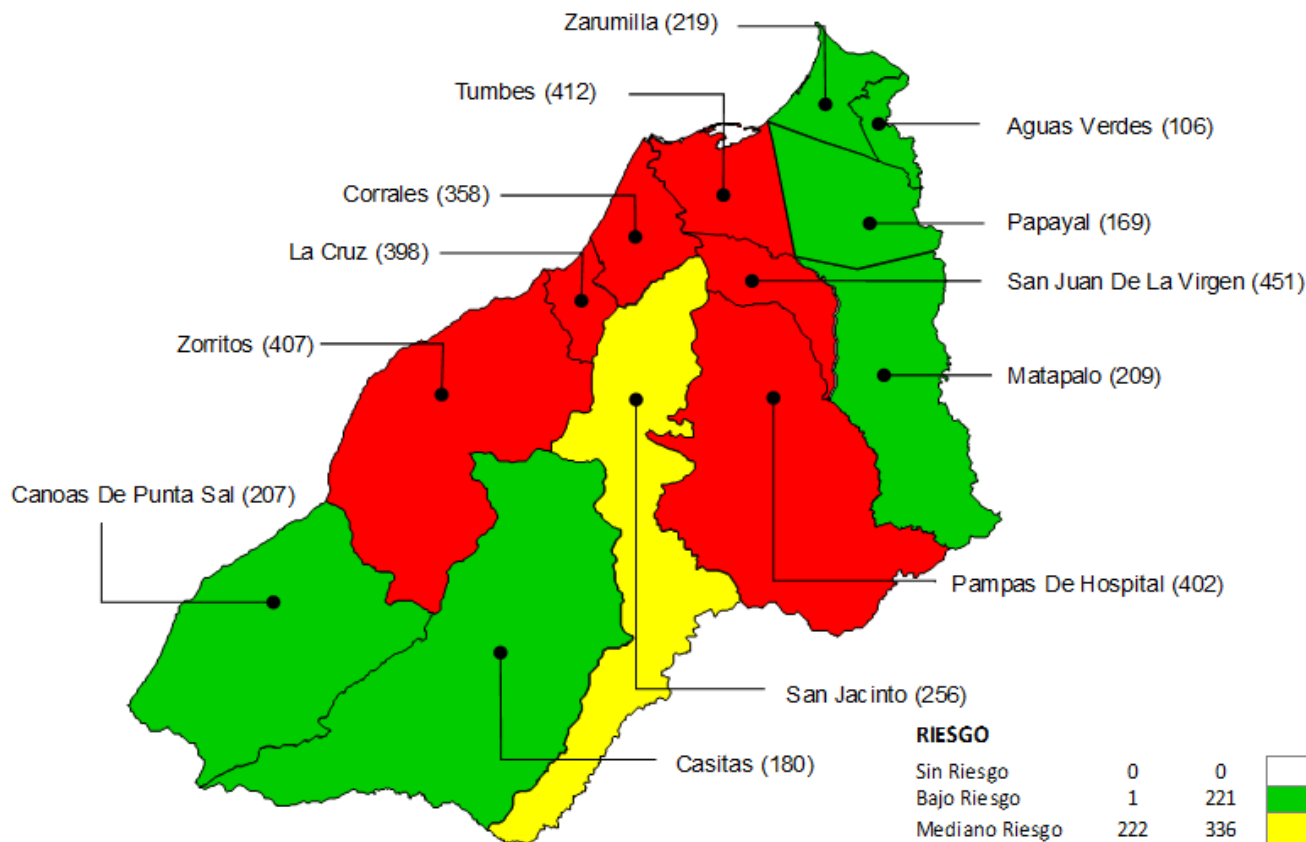 Zarumilla (219)
Tumbes (412)
Aguas Verdes (106)
Corrales (358)
Papayal (169)
La Cruz (398)
San Juan De La Virgen (451)
Zorritos (407)
Matapalo (209)
Canoas De Punta Sal (207)
Pampas De Hospital (402)
San Jacinto (256)
Casitas (180)
RIESGO
Sin Riesgo 0 0
Bajo Riesgo 1 221
Mediano Riesgo 222 336